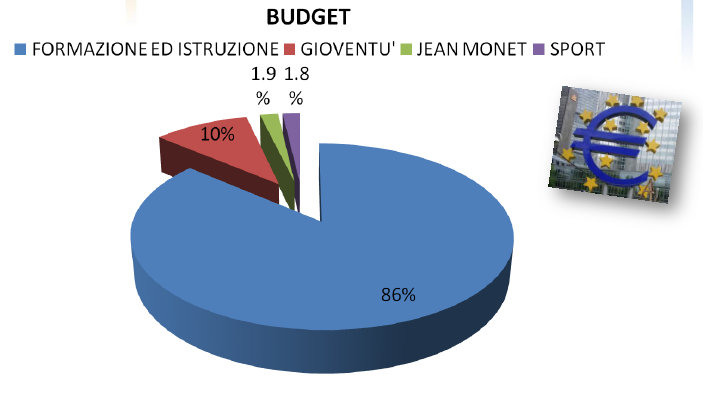 BUDGET
FORMAZIONE ED ISTRUZIONE GIOVENTU' JEAN MONET SPORT
1.9 1.8
% %
10%
86%